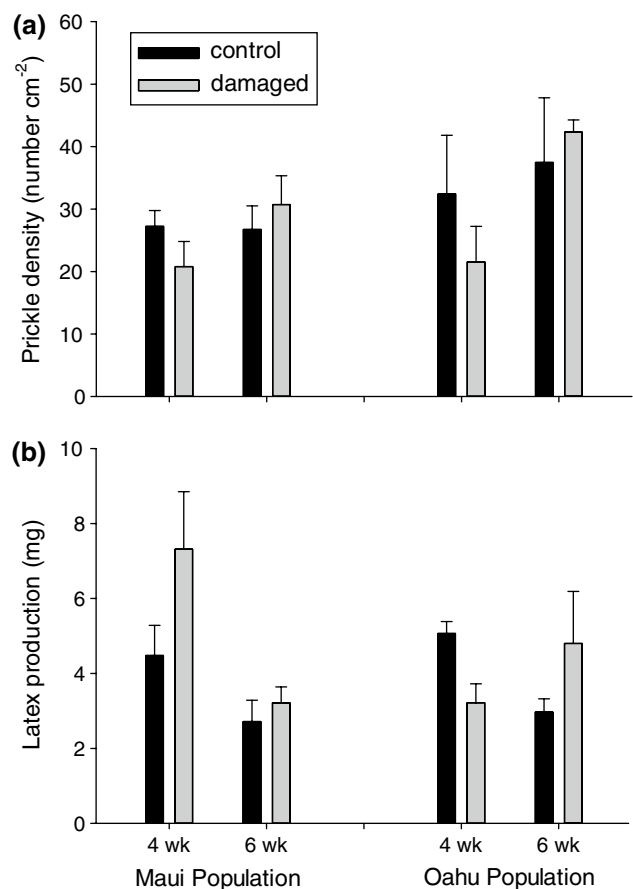 (a)
60
50
40
30
20
10
0
Prickle density (number cm⁻²)
control
damaged
(b)
10
8
6
4
2
0
Latex production (mg)
4 wk 6 wk 4 wk 6 wk
Maui Population Oahu Population